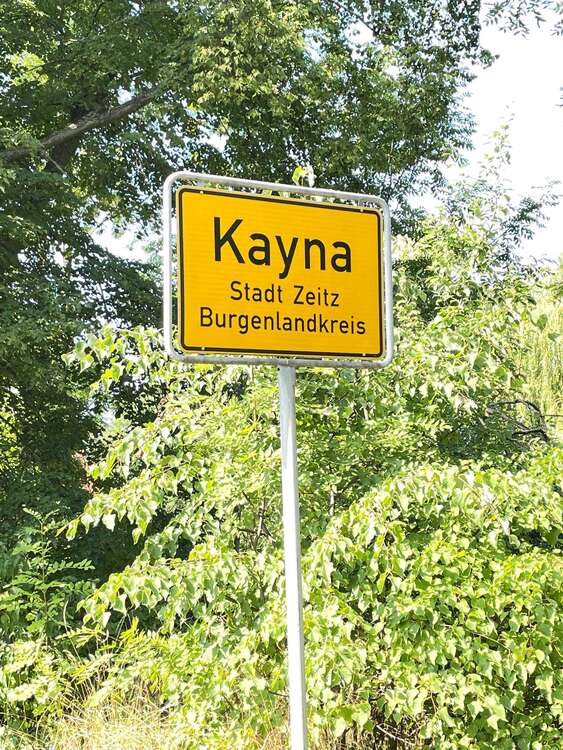 Kayna
Stadt Zeitz
Burgenlandkreis